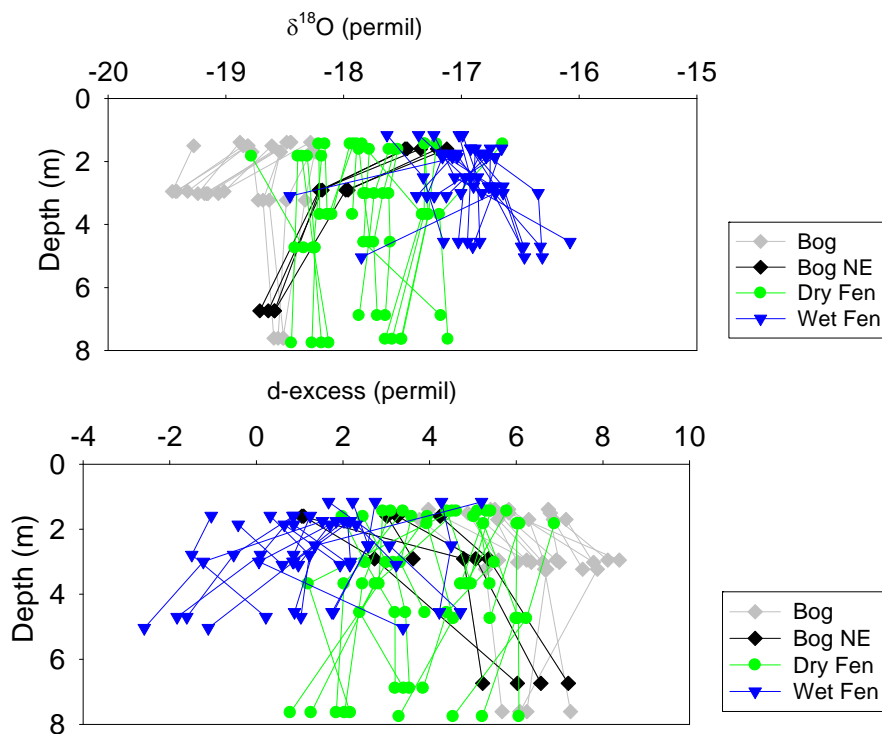 δ18O (permil)
-20 -19 -18 -17 -16 -15
0
2
4
6
8
Depth (m)
Bog
Bog NE
Dry Fen
Wet Fen
d-excess (permil)
-4 -2 0 2 4 6 8 10
0
2
4
6
8
Depth (m)
Bog
Bog NE
Dry Fen
Wet Fen